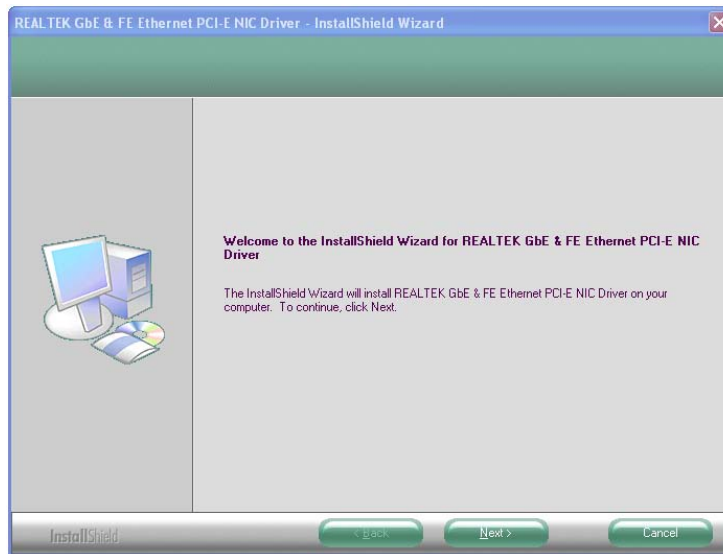 REALTEK GbE & FE Ethernet PCI-E NIC Driver - InstallShield Wizard
Welcome to the InstallShield Wizard for REALTEK GbE & FE Ethernet PCI-E NIC
Driver
The InstallShield Wizard will install REALTEK GbE & FE Ethernet PCI-E NIC Driver on your
computer. To continue, click Next.
InstallShield
< Back
Next >
Cancel